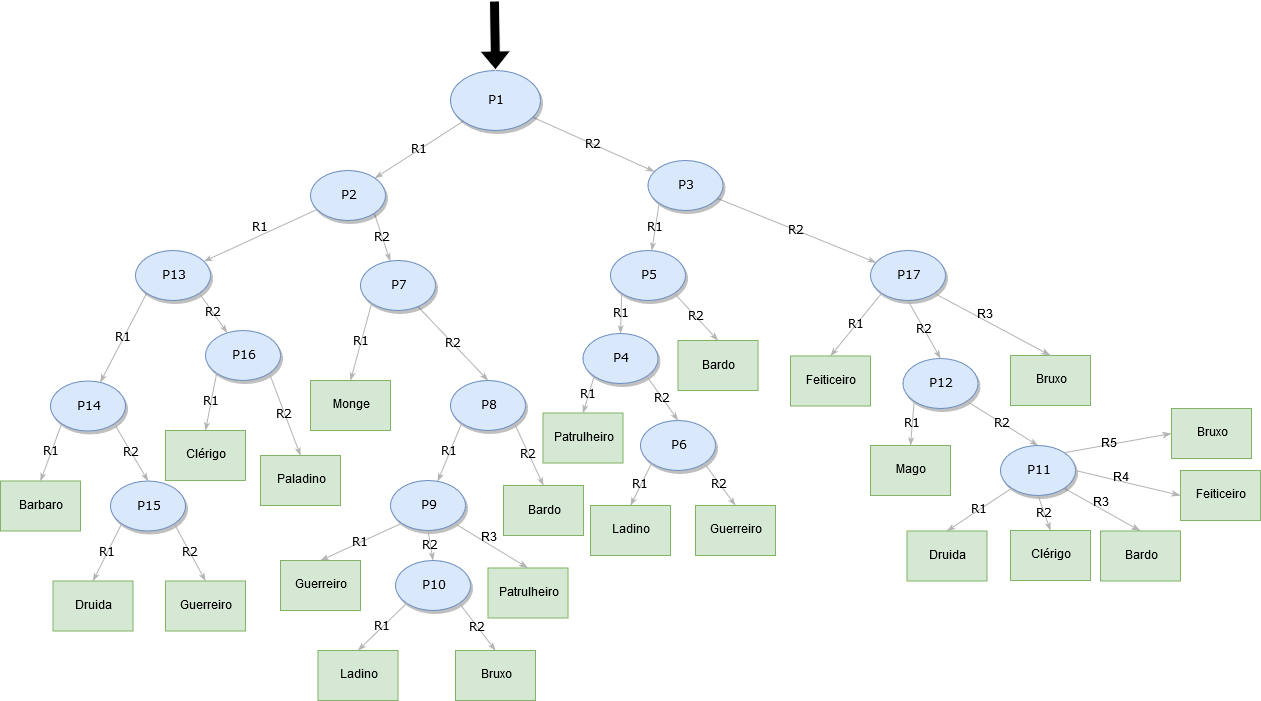 P1
R1
R2
P2
P3
R1
R2
R1
R2
P13
P7
P5
P17
R1
R2
R1
R2
R1
R2
R1
R2
R3
P16
P4
Bardo
Feiticeiro
P12
Bruxo
P14
R1
R2
Monge
P8
R1
R2
R1
R2
R1
R2
Clérigo
Paladino
R1
R2
Patrulheiro
P6
Mago
P11
R5
Bruxo
R4
Feiticeiro
Barbaro
P15
P9
Bardo
R1
R2
R1
R2
R3
R1
R2
R1
R2
R3
Ladino
Guerreiro
Druida
Clérigo
Bardo
Druida
Guerreiro
Guerreiro
P10
Patrulheiro
R1
R2
Ladino
Bruxo